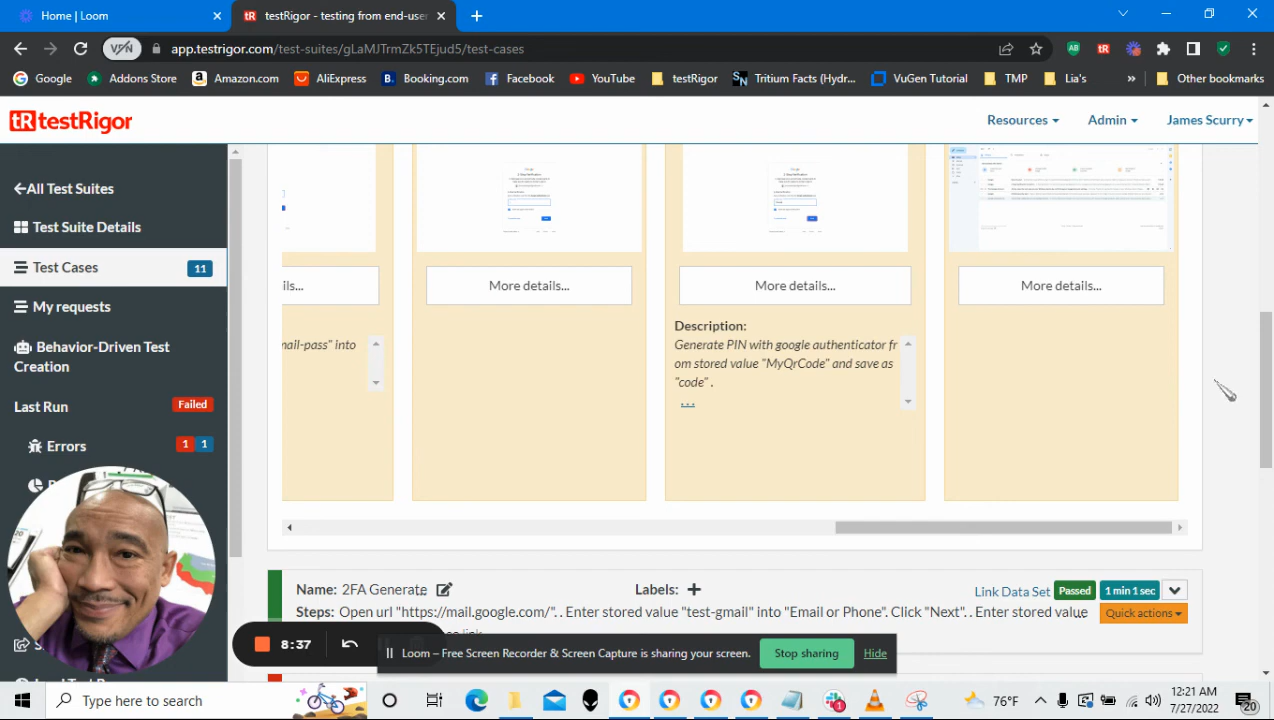 Home | Loom
testRigor - testing from end-user
VPN
app.testrigor.com/test-suites/gLaMJTrmZk5TEjud5/test-cases
Google
Addons Store
Amazon.com
AliExpress
Booking.com
Facebook
YouTube
testRigor
Tritium Facts (Hydr...
VuGen Tutorial
TMP
Lia's
»
Other bookmarks
tR testRigor
Resources
Admin
James Scurry
All Test Suites
Test Suite Details
Test Cases 11
My requests
Behavior-Driven Test
Creation
Last Run Failed
Errors 1 1
ils...
More details...
More details...
More details...
Description:
nail-pass" into
Generate PIN with google authenticator fr
om stored value "MyQrCode" and save as
"code" .
...
Name: 2FA Generate
Labels:
Link Data Set Passed 1 min 1 sec
Steps: Open url "https://mail.google.com/". . Enter stored value "test-gmail" into "Email or Phone". Click "Next". . Enter stored value
Quick actions
8:37
Loom – Free Screen Recorder & Screen Capture is sharing your screen.
Stop sharing
Hide
Type here to search
76°F
12:21 AM
7/27/2022
20